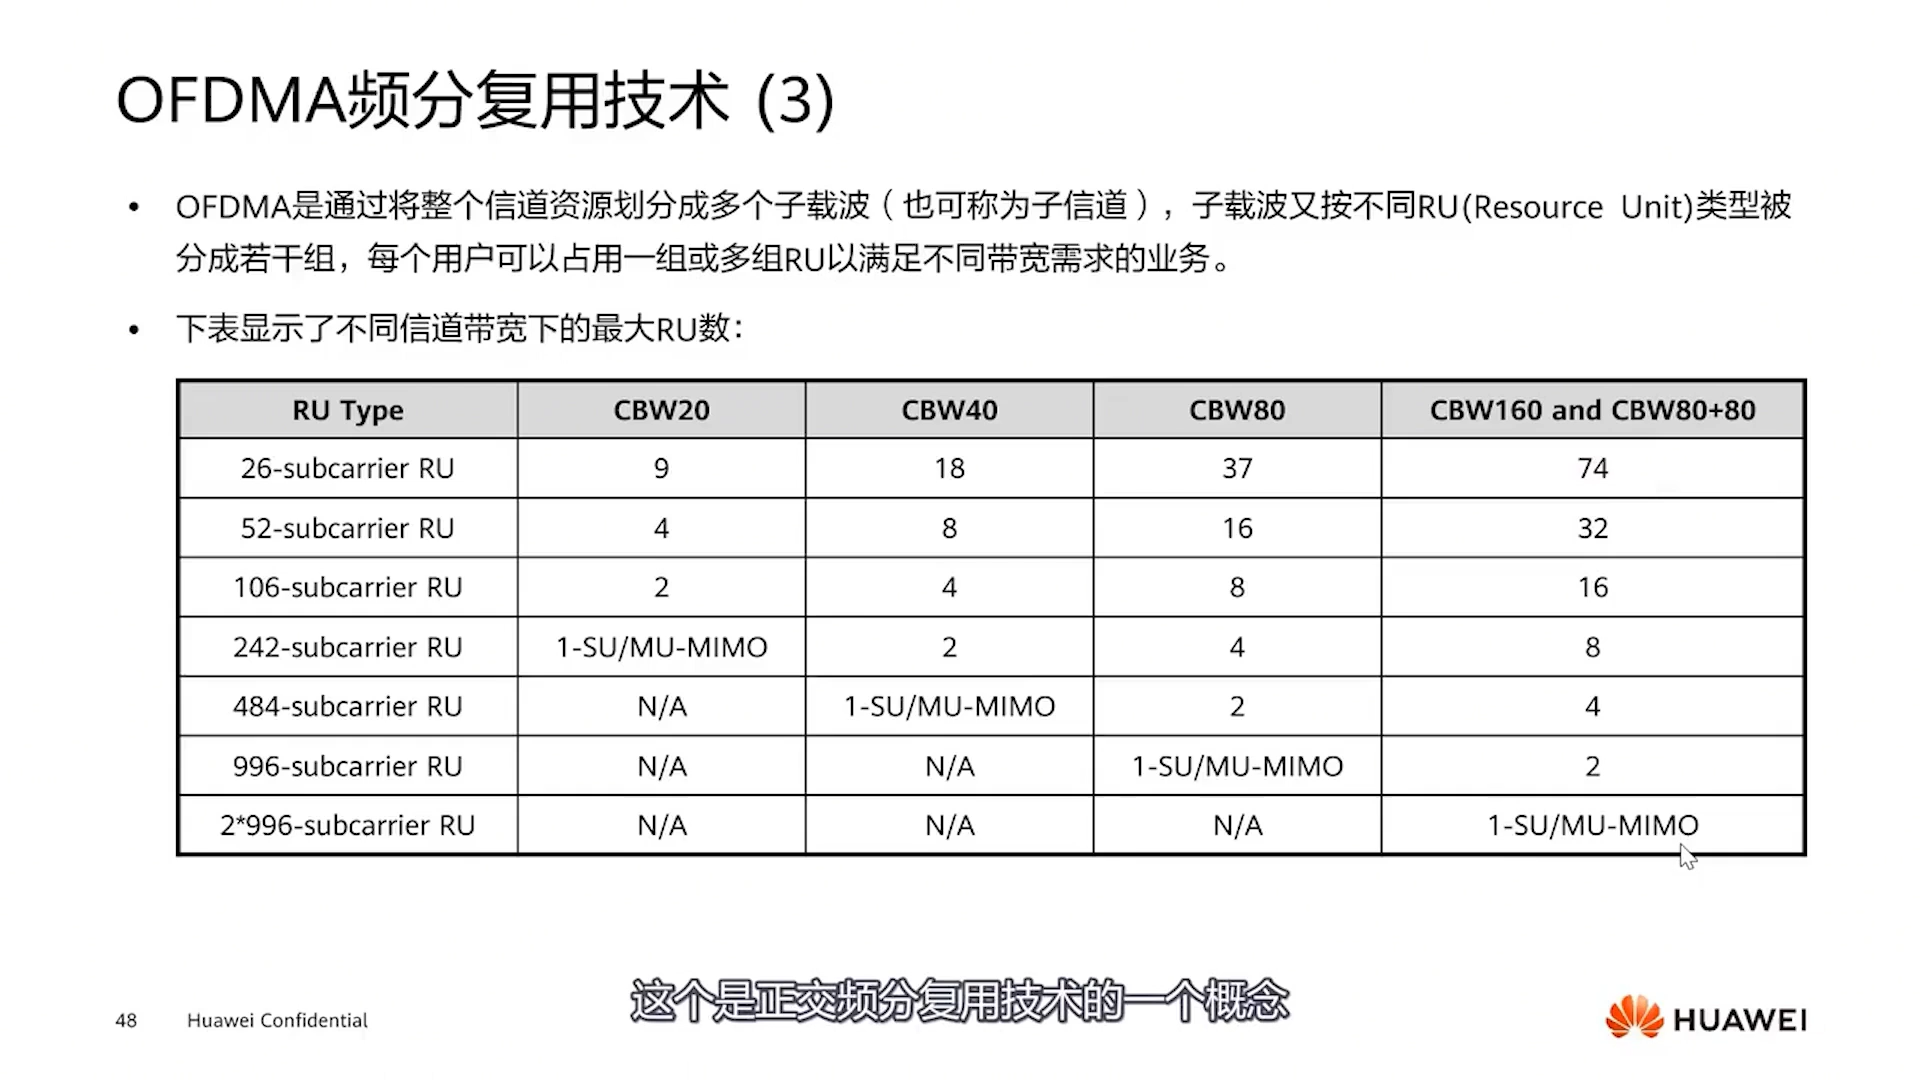 OFDMA频分复用技术 (3)
• OFDMA是通过将整个信道资源划分成多个子载波（也可称为子信道），子载波又按不同RU(Resource Unit)类型被
分成若干组，每个用户可以占用一组或多组RU以满足不同带宽需求的业务。
• 下表显示了不同信道带宽下的最大RU数：
RU Type CBW20 CBW40 CBW80 CBW160 and CBW80+80
26-subcarrier RU 9 18 37 74
52-subcarrier RU 4 8 16 32
106-subcarrier RU 2 4 8 16
242-subcarrier RU 1-SU/MU-MIMO 2 4 8
484-subcarrier RU N/A 1-SU/MU-MIMO 2 4
996-subcarrier RU N/A N/A 1-SU/MU-MIMO 2
2*996-subcarrier RU N/A N/A N/A 1-SU/MU-MIMO
这个是正交频分复用技术的一个概念
48 Huawei Confidential
HUAWEI